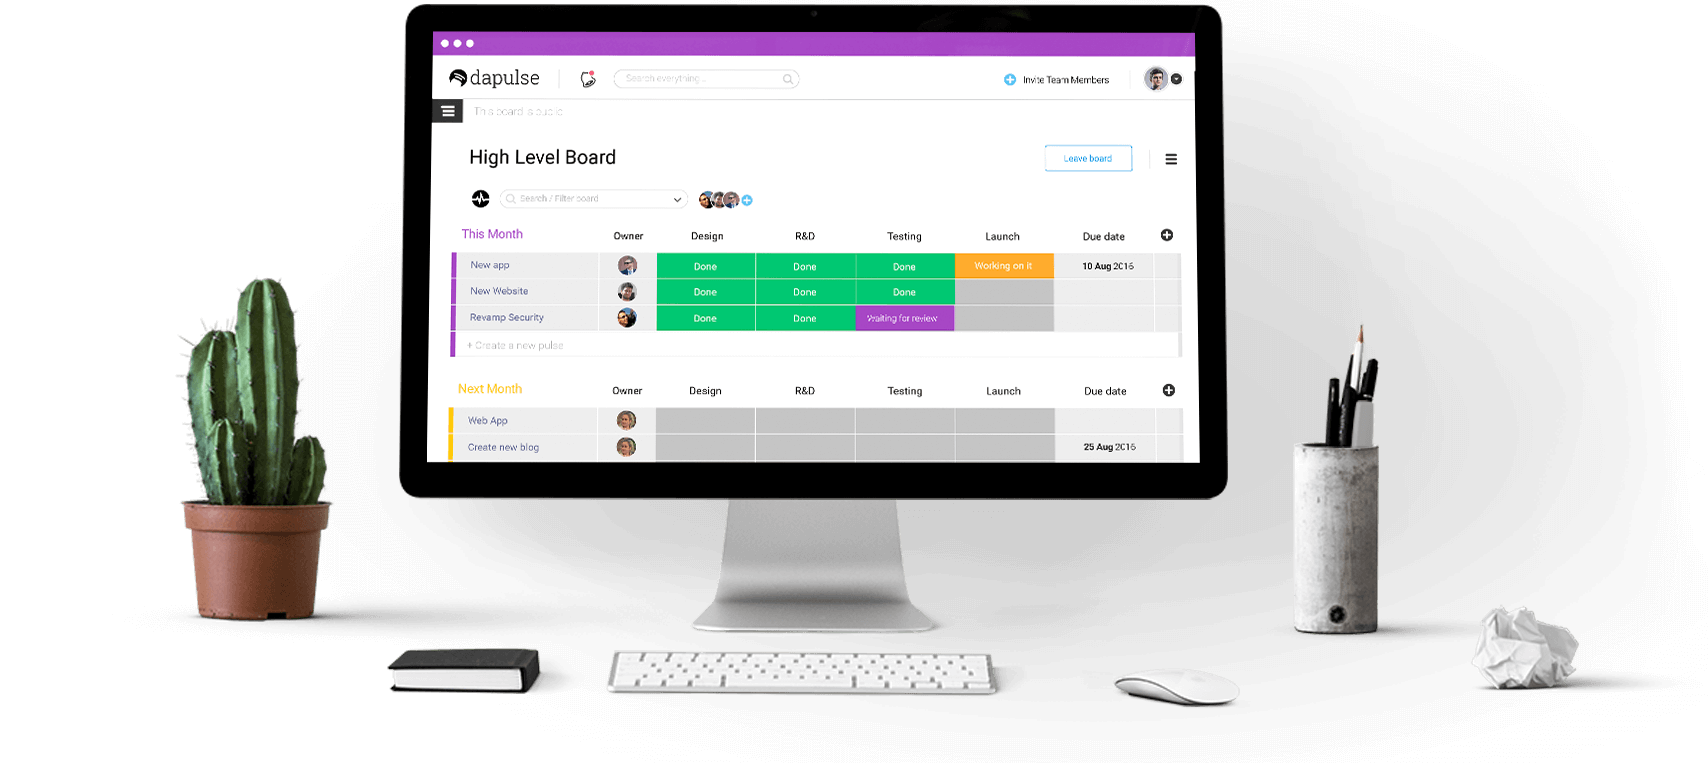 dapulse
Search everything...
Invite Team Members
This board is public
High Level Board
Leave board
Search / Filter board
This Month Owner Design R&D Testing Launch Due date
New app Done Done Done Working on It 10 Aug 2016
New Website Done Done Done
Revamp Security Done Done Waiting for review
+ Create a new pulse
Next Month Owner Design R&D Testing Launch Due date
Web App
Create new blog 25 Aug 2016